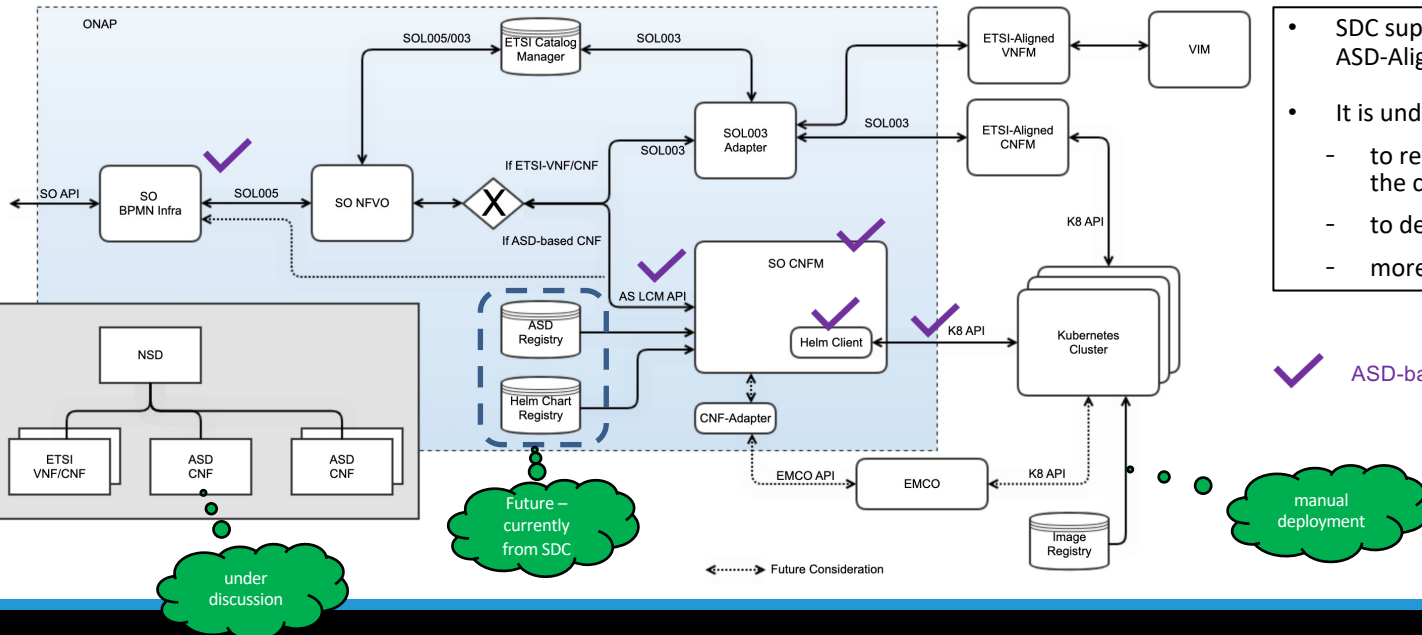 ONAP
SOL005/003
ETSI Catalog
Manager
SOL003
ETSI-Aligned
VNFM
VIM
SOL003
Adapter
SOL003
ETSI-Aligned
CNFM
If ETSI-VNF/CNF
SOL003
SO API
SO
BPMN Infra
SOL005
SO NFVO
X
If ASD-based CNF
K8 API
SO CNFM
AS LCM API
ASD
Registry
Helm Client
K8 API
Kubernetes
Cluster
Helm Chart
Registry
CNF-Adapter
EMCO API
EMCO
K8 API
Image
Registry
Future Consideration
NSD
ETSI
VNF/CNF
ASD
CNF
ASD
CNF
under
discussion
Future –
currently
from SDC
manual
deployment
• SDC sup
ASD-Alig
• It is und
- to re
the c
- to de
- more
ASD-ba